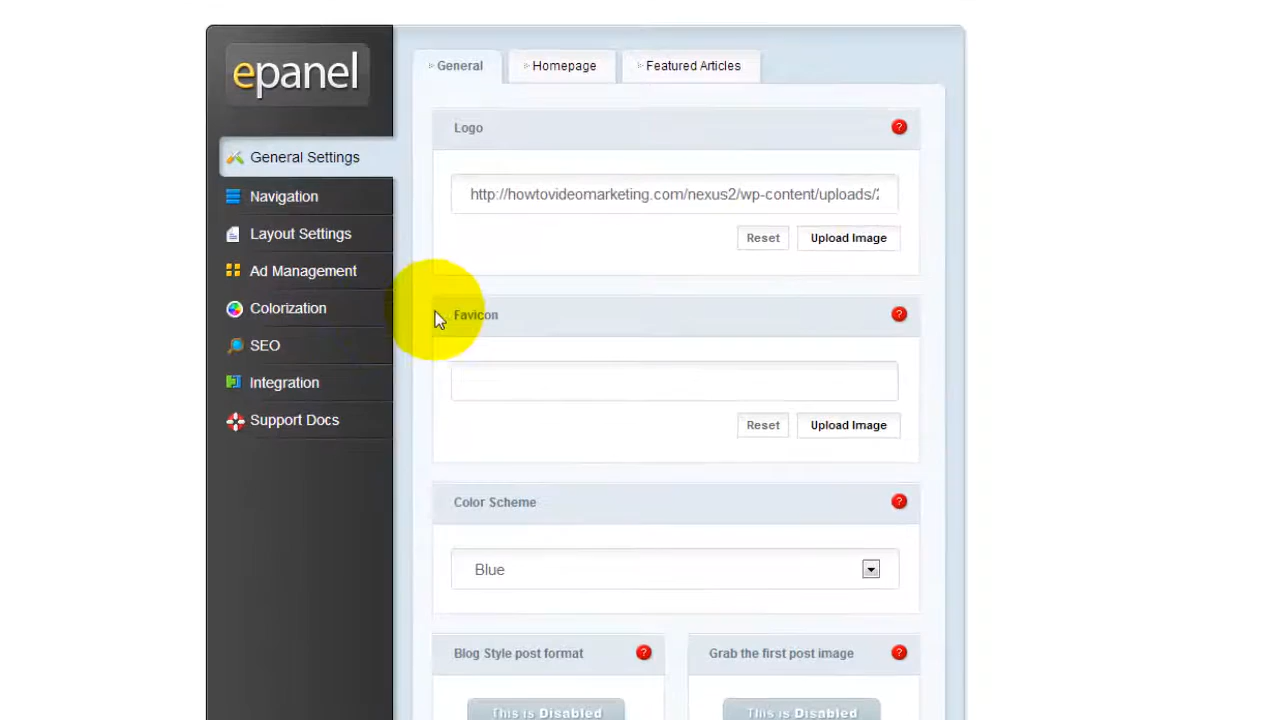 epanel
General
Homepage
Featured Articles
General Settings
Navigation
Layout Settings
Ad Management
Colorization
SEO
Integration
Support Docs
Logo
?
http://howtovideomarketing.com/nexus2/wp-content/uploads/2
Reset
Upload Image
Favicon
?
Reset
Upload Image
Color Scheme
?
Blue
Blog Style post format
?
Grab the first post image
?
This is Disabled
This is Disabled